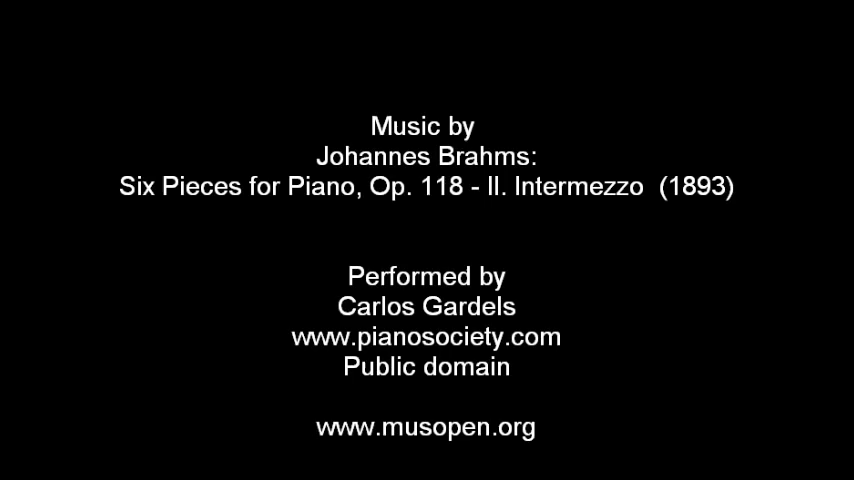 Music by
Johannes Brahms:
Six Pieces for Piano, Op. 118 - II. Intermezzo (1893)
Performed by
Carlos Gardels
www.pianosociety.com
Public domain
www.musopen.org